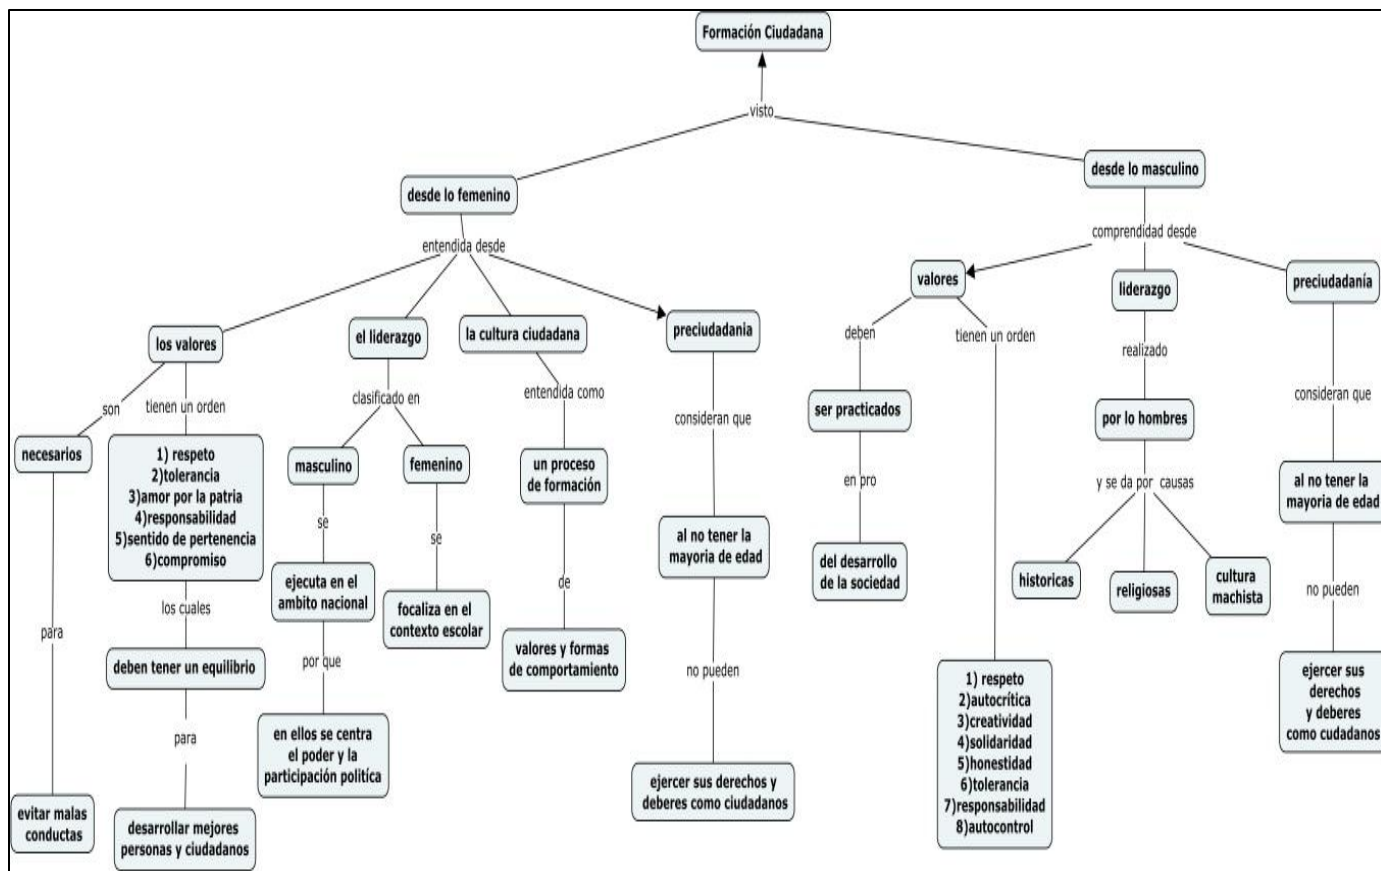 Formación Ciudadana
visto
desde lo femenino
entendida desde
los valores
son
necesarios
para
evitar malas
conductas
tienen un orden
1) respeto
2)tolerancia
3)amor por la patria
4)responsabilidad
5)sentido de pertenencia
6)compromiso
los cuales
deben tener un equilibrio
para
desarrollar mejores
personas y ciudadanos
el liderazgo
clasificado en
masculino
se
ejecuta en el
ambito nacional
por que
en ellos se centra
el poder y la
participación politíca
femenino
se
focaliza en el
contexto escolar
la cultura ciudadana
entendida como
un proceso
de formación
de
valores y formas
de comportamiento
preciudadania
consideran que
al no tener la
mayoria de edad
no pueden
ejercer sus derechos y
deberes como ciudadanos
desde lo masculino
comprendidad desde
valores
deben
ser practicados
en pro
del desarrollo
de la sociedad
tienen un orden
1) respeto
2)autocrítica
3)creatividad
4)solidaridad
5)honestidad
6)tolerancia
7)responsabilidad
8)autocontrol
liderazgo
realizado
por lo hombres
y se da por causas
historicas
religiosas
cultura
machista
preciudadanía
consideran que
al no tener la
mayoria de edad
no pueden
ejercer sus
derechos
y deberes
como cudadanos